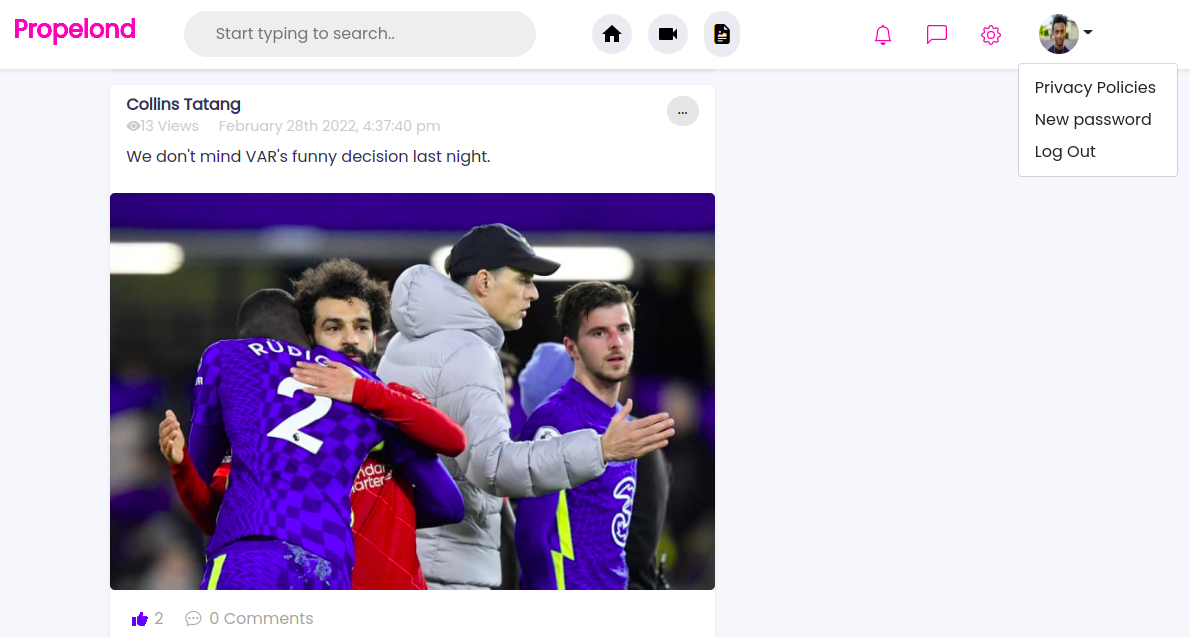 Propelond
Start typing to search..
Privacy Policies
New password
Log Out
Collins Tatang
...
13 Views February 28th 2022, 4:37:40 pm
We don't mind VAR's funny decision last night.
RÜDIG
2
2 0 Comments